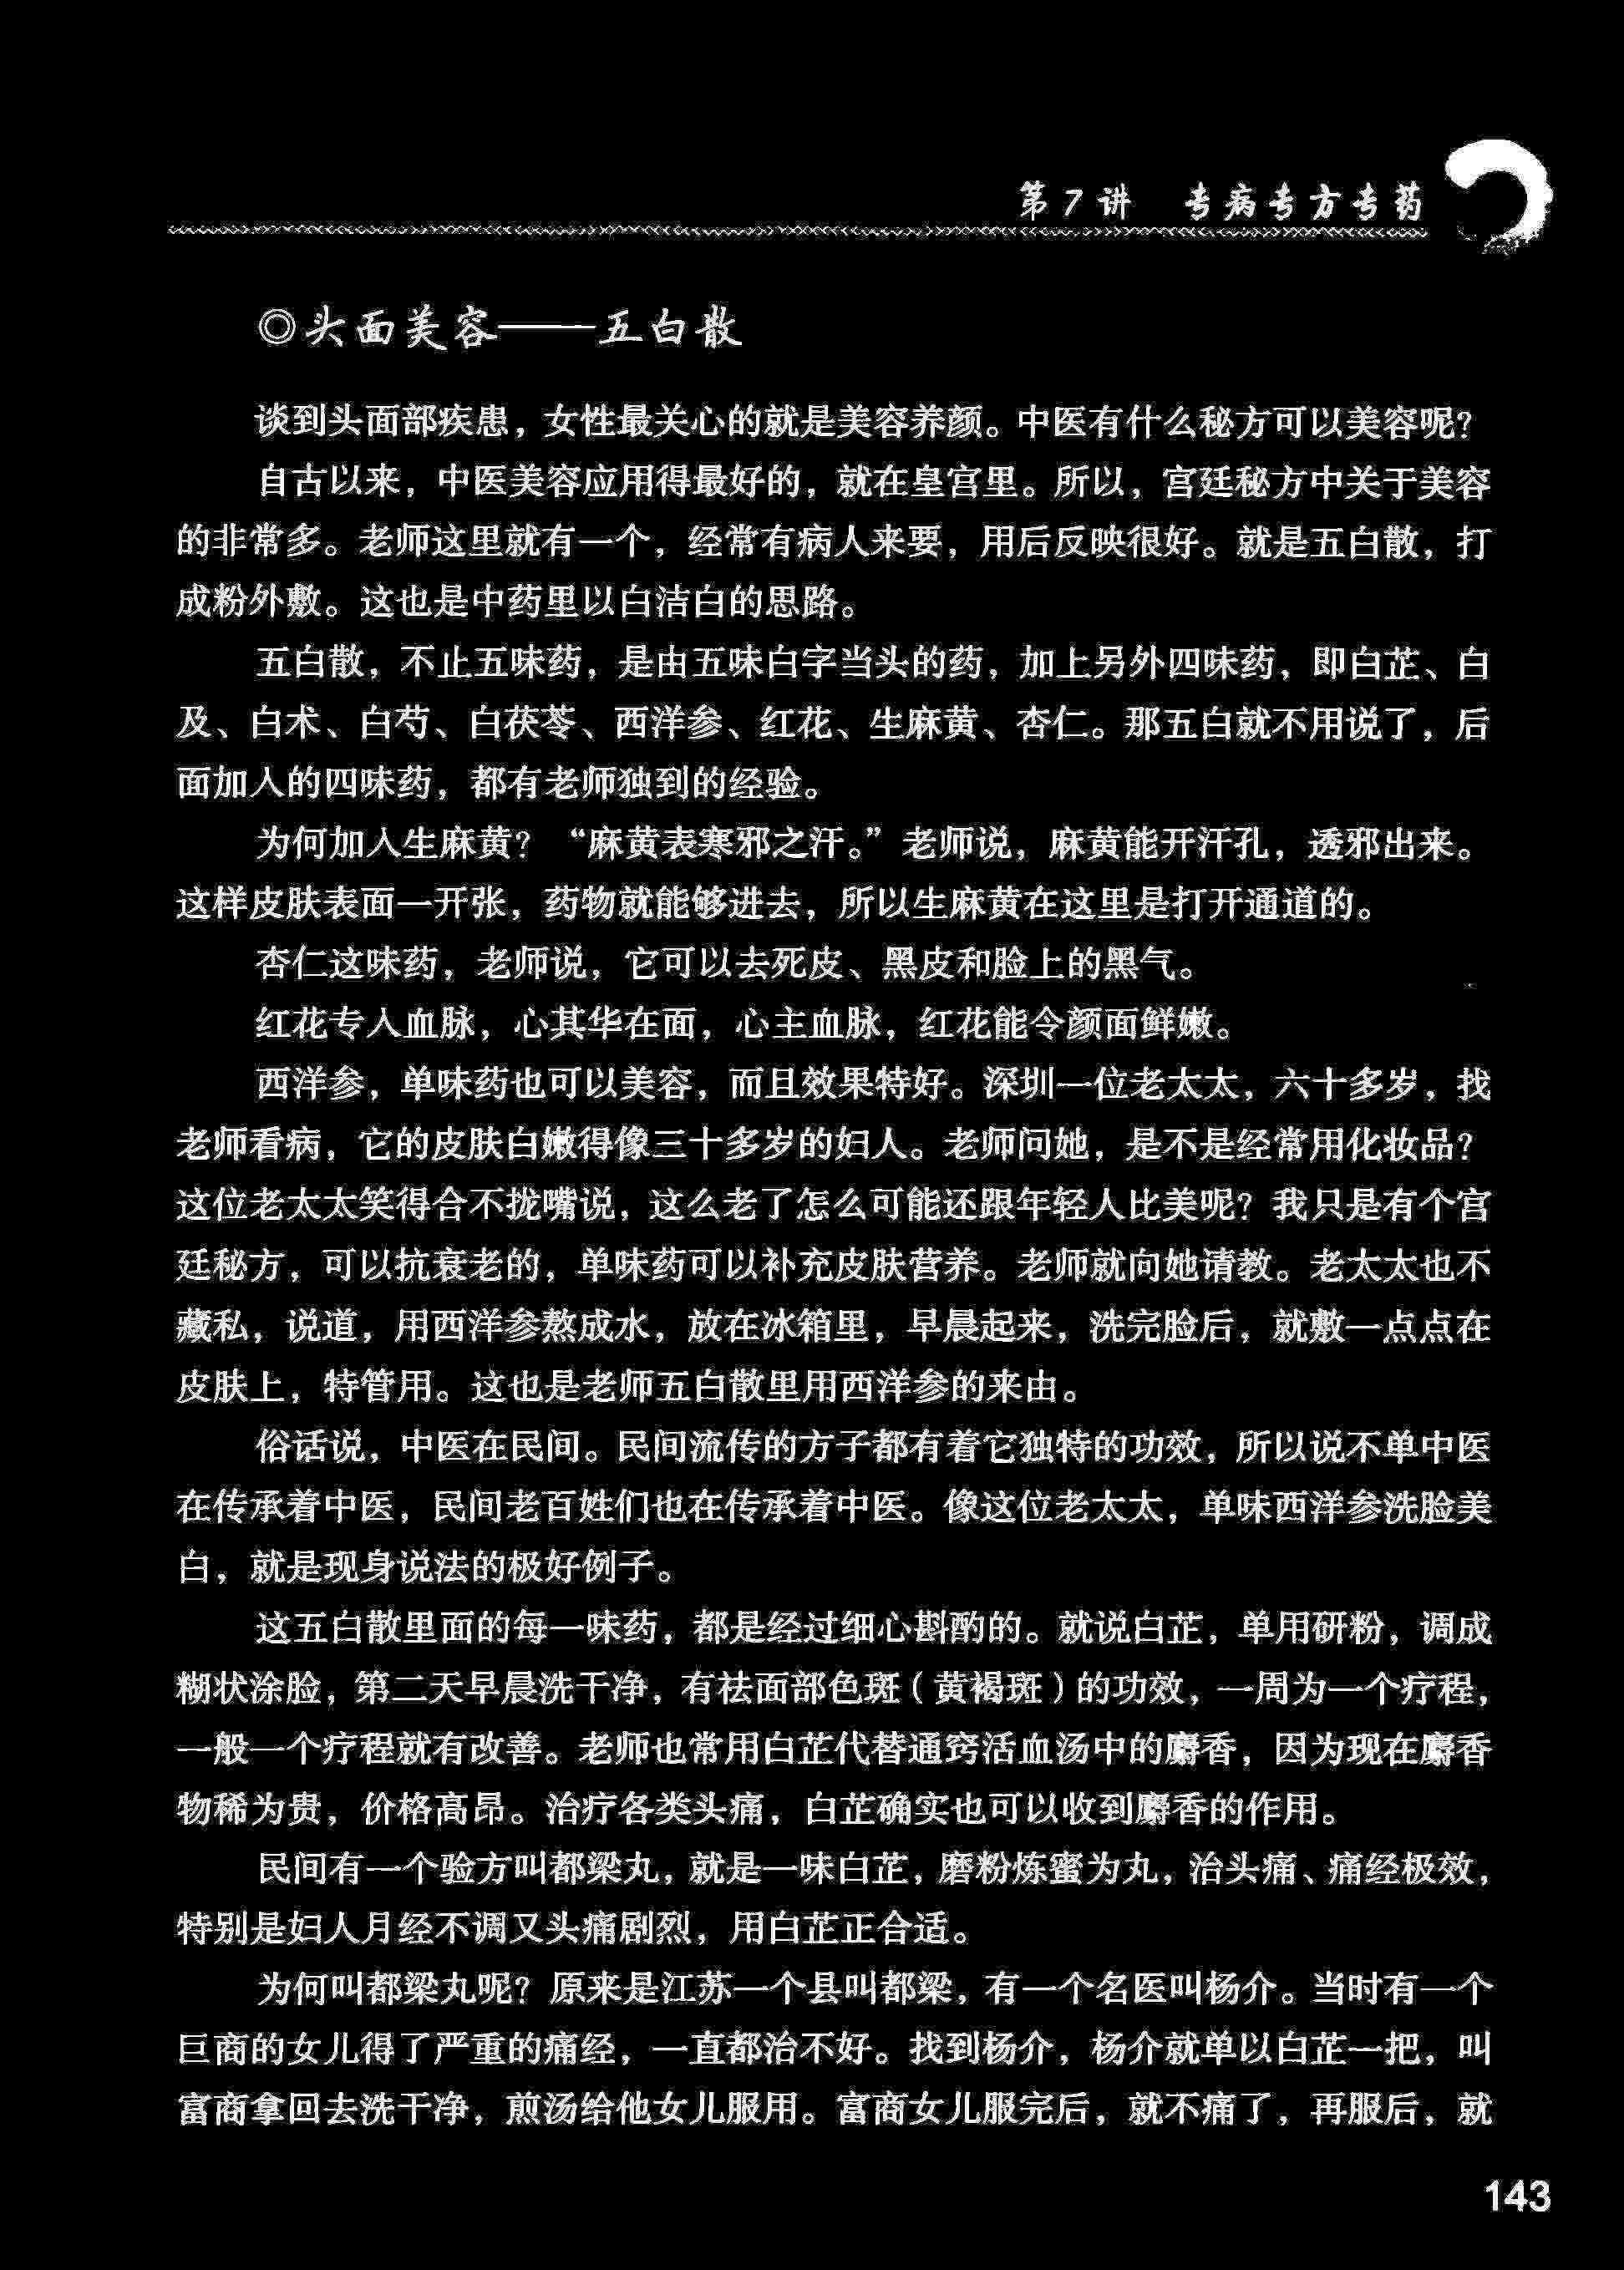 第7讲 专病专方专药
◎头面美容——五白散
谈到头面部疾患，女性最关心的就是美容养颜。中医有什么秘方可以美容呢？
自古以来，中医美容应用得最好的，就在皇宫里。所以，宫廷秘方中关于美容
的非常多。老师这里就有一个，经常有病人来要，用后反映很好。就是五白散，打
成粉外敷。这也是中药里以白洁白的思路。
五白散，不止五味药，是由五味白字当头的药，加上另外四味药，即白芷、白
及、白术、白芍、白茯苓、西洋参、红花、生麻黄、杏仁。那五白就不用说了，后
面加入的四味药，都有老师独到的经验。
为何加入生麻黄？“麻黄表寒邪之汗。”老师说，麻黄能开汗孔，透邪出来。
这样皮肤表面一开张，药物就能够进去，所以生麻黄在这里是打开通道的。
杏仁这味药，老师说，它可以去死皮、黑皮和脸上的黑气。
红花专入血脉，心其华在面，心主血脉，红花能令颜面鲜嫩。
西洋参，单味药也可以美容，而且效果特好。深圳一位老太太，六十多岁，找
老师看病，它的皮肤白嫩得像三十多岁的妇人。老师问她，是不是经常用化妆品？
这位老太太笑得合不拢嘴说，这么老了怎么可能还跟年轻人比美呢？我只是有个宫
廷秘方，可以抗衰老的，单味药可以补充皮肤营养。老师就向她请教。老太太也不
藏私，说道，用西洋参熬成水，放在冰箱里，早晨起来，洗完脸后，就敷一点点在
皮肤上，特管用。这也是老师五白散里用西洋参的来由。
俗话说，中医在民间。民间流传的方子都有着它独特的功效，所以说不单中医
在传承着中医，民间老百姓们也在传承着中医。像这位老太太，单味西洋参洗脸美
白，就是现身说法的极好例子。
这五白散里面的每一味药，都是经过细心斟酌的。就说白芷，单用研粉，调成
糊状涂脸，第二天早晨洗干净，有祛面部色斑（黄褐斑）的功效，一周为一个疗程，
一般一个疗程就有改善。老师也常用白芷代替通窍活血汤中的麝香，因为现在麝香
物稀为贵，价格高昂。治疗各类头痛，白芷确实也可以收到麝香的作用。
民间有一个验方叫都梁丸，就是一味白芷，磨粉炼蜜为丸，治头痛、痛经极效，
特别是妇人月经不调又头痛剧烈，用白芷正合适。
为何叫都梁丸呢？原来是江苏一个县叫都梁，有一个名医叫杨介。当时有一个
巨商的女儿得了严重的痛经，一直都治不好。找到杨介，杨介就单以白芷一把，叫
富商拿回去洗干净，煎汤给他女儿服用。富商女儿服完后，就不痛了，再服后，就
143